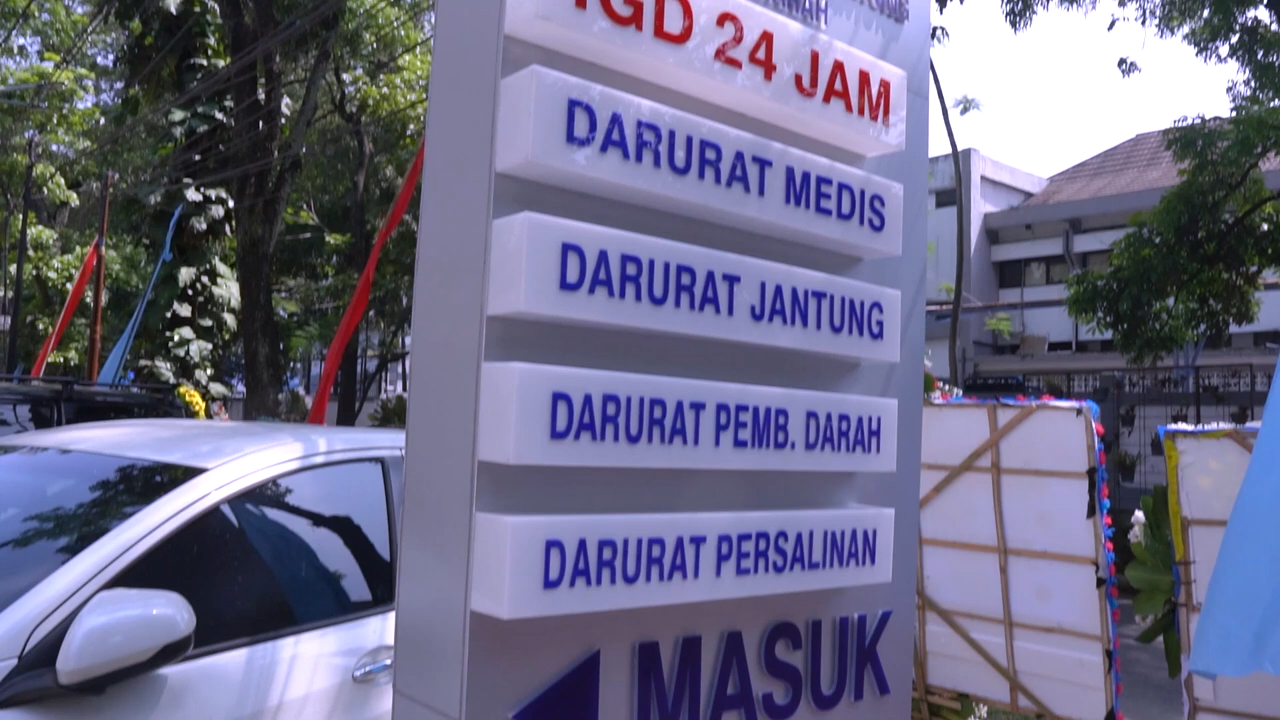 IGD 24 JAM
DARURAT MEDIS
DARURAT JANTUNG
DARURAT PEMB. DARAH
DARURAT PERSALINAN
MASUK